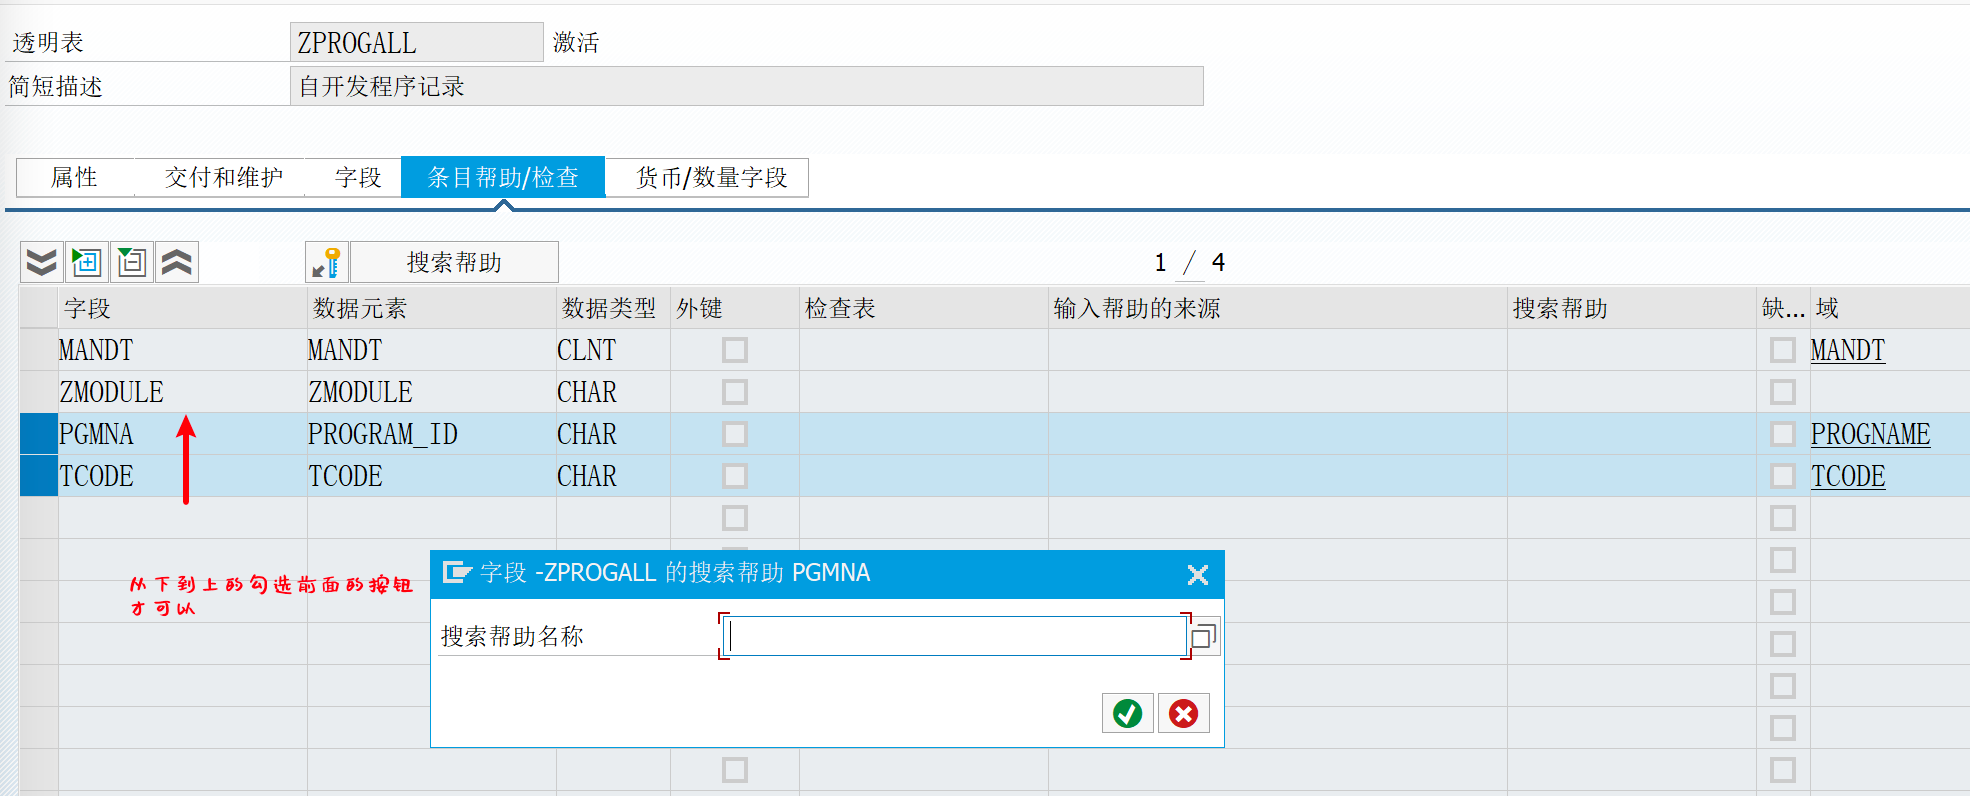 透明表 ZPROGALL 激活
简短描述 自开发程序记录
属性 交付和维护 字段 条目帮助/检查 货币/数量字段
搜索帮助 1 / 4
字段 数据元素 数据类型 外键 检查表 输入帮助的来源 搜索帮助 缺... 域
MANDT MANDT CLNT MANDT
ZMODULE ZMODULE CHAR
PGMNA PROGRAM_ID CHAR PROGNAME
TCODE TCODE CHAR TCODE
从下到上的勾选前面的按钮
才可以
字段 -ZPROGALL 的搜索帮助 PGMNA
搜索帮助名称